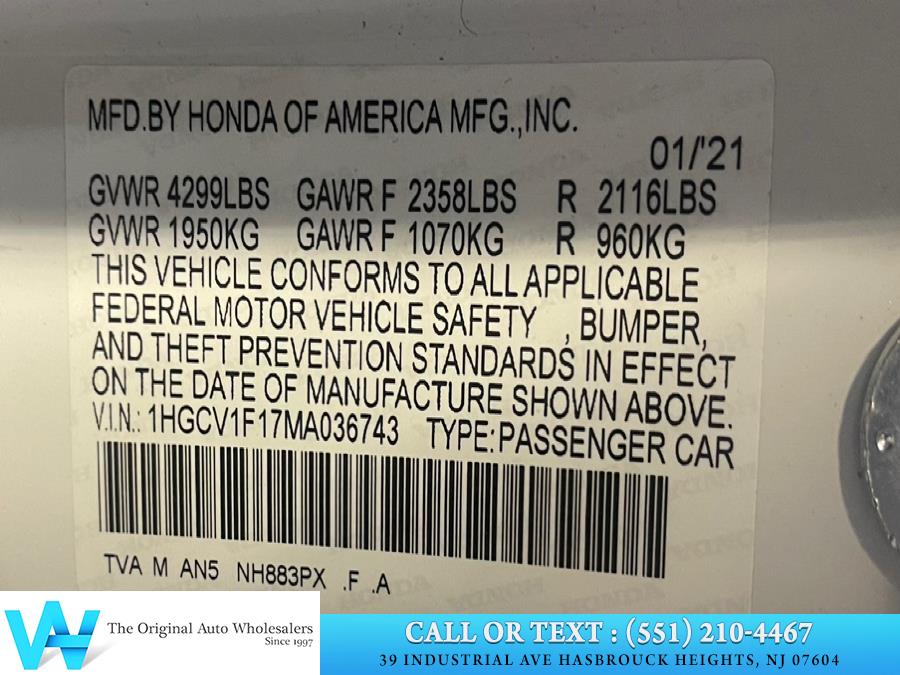 MFD.BY HONDA OF AMERICA MFG.,INC.
01/'21
GVWR 4299LBS GAWR F 2358LBS R 2116LBS
GVWR 1950KG GAWR F 1070KG R 960KG
THIS VEHICLE CONFORMS TO ALL APPLICABLE
FEDERAL MOTOR VEHICLE SAFETY , BUMPER,
AND THEFT PREVENTION STANDARDS IN EFFECT
ON THE DATE OF MANUFACTURE SHOWN ABOVE.
V.I.N.: 1HGCV1F17MA036743 TYPE:PASSENGER CAR
TVA M AN5 NH883PX .F .A
The Original Auto Wholesalers
Since 1997
CALL OR TEXT : (551) 210-4467
39 INDUSTRIAL AVE HASBROUCK HEIGHTS, NJ 07604